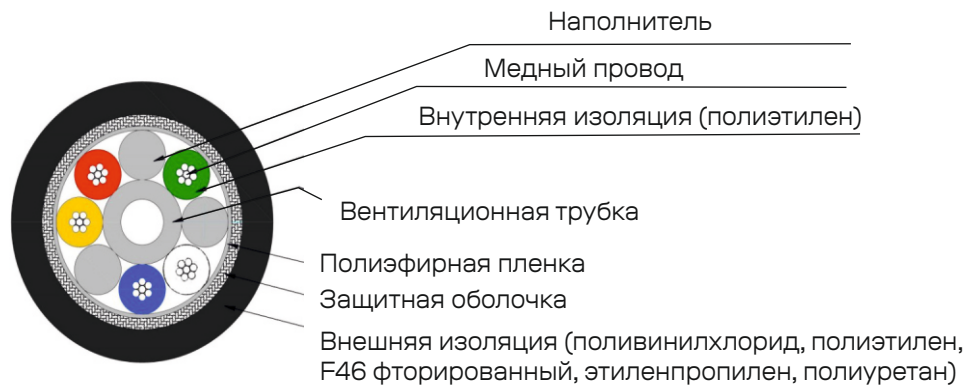 Наполнитель
Медный провод
Внутренняя изоляция (полиэтилен)
Вентиляционная трубка
Полиэфирная пленка
Защитная оболочка
Внешняя изоляция (поливинилхлорид, полиэтилен,
F46 фторированный, этиленпропилен, полиуретан)